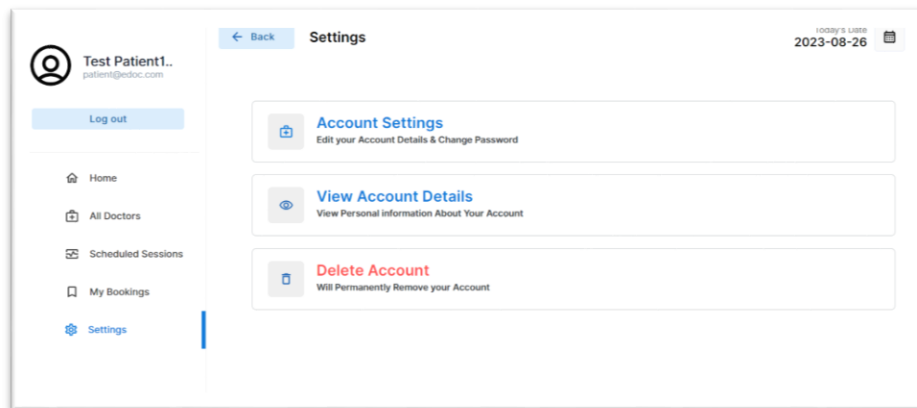 Test Patient1..
patient@edoc.com
Log out
Home
All Doctors
Scheduled Sessions
My Bookings
Settings
← Back
Settings
Today's Date
2023-08-26
Account Settings
Edit your Account Details & Change Password
View Account Details
View Personal information About Your Account
Delete Account
Will Permanently Remove your Account